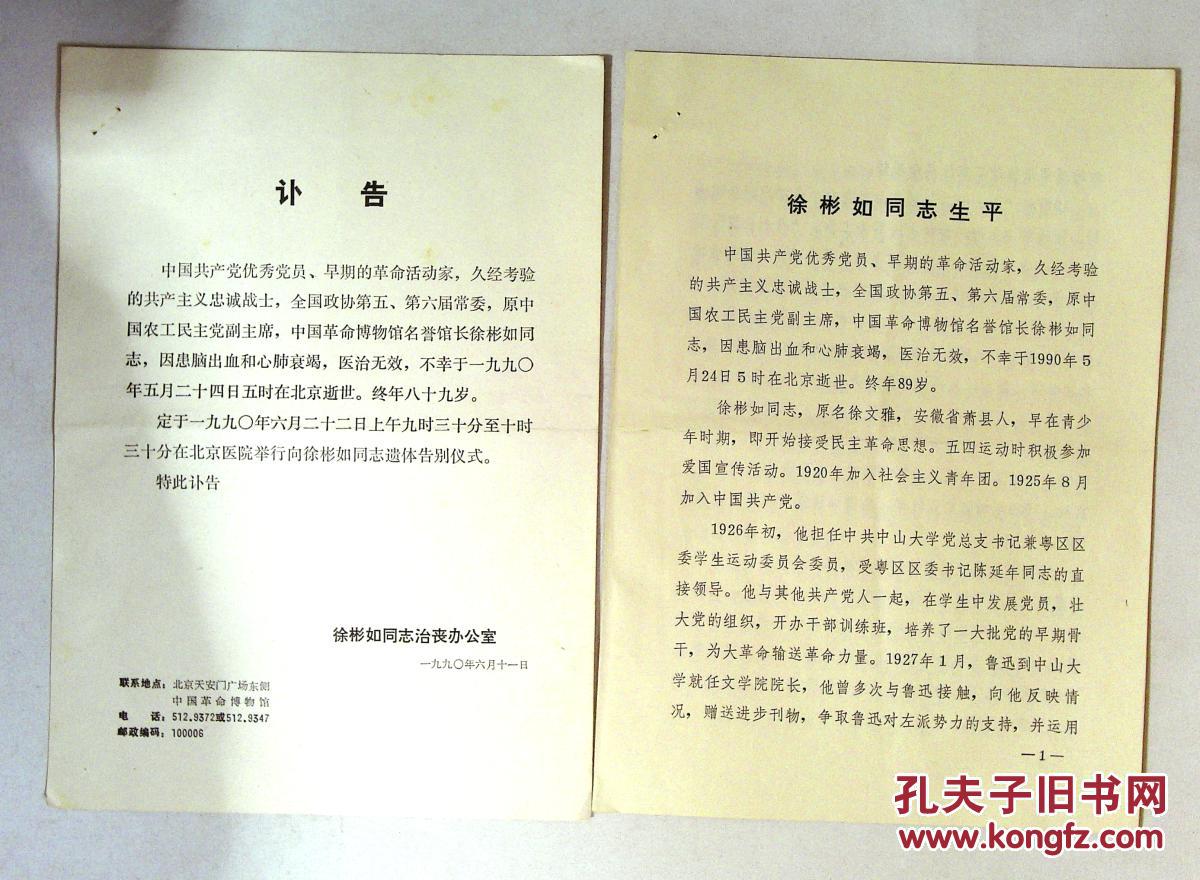 讣告
中国共产党优秀党员、早期的革命活动家，久经考验
的共产主义忠诚战士，全国政协第五、第六届常委，原中
国农工民主党副主席，中国革命博物馆名誉馆长徐彬如同
志，因患脑出血和心肺衰竭，医治无效，不幸于一九九〇
年五月二十四日五时在北京逝世。终年八十九岁。
定于一九九〇年六月二十二日上午九时三十分至十时
三十分在北京医院举行向徐彬如同志遗体告别仪式。
特此讣告
徐彬如同志治丧办公室
一九九〇年六月十一日
联系地点：北京天安门广场东侧
中国革命博物馆
电话：512.9372或512.9347
邮政编码：100006
徐彬如同志生平
中国共产党优秀党员、早期的革命活动家，久经考验
的共产主义忠诚战士，全国政协第五、第六届常委，原中
国农工民主党副主席，中国革命博物馆名誉馆长徐彬如同
志，因患脑出血和心肺衰竭，医治无效，不幸于1990年5
月24日5时在北京逝世。终年89岁。
徐彬如同志，原名徐文雅，安徽省萧县人，早在青少
年时期，即开始接受民主革命思想。五四运动时积极参加
爱国宣传活动。1920年加入社会主义青年团。1925年8月
加入中国共产党。
1926年初，他担任中共中山大学党总支书记兼粤区区
委学生运动委员会委员，受粤区区委书记陈延年同志的直
接领导。他与其他共产党人一起，在学生中发展党员，壮
大党的组织，开办干部训练班，培养了一大批党的早期骨
干，为大革命输送革命力量。1927年1月，鲁迅到中山大
学就任文学院院长，他曾多次与鲁迅接触，向他反映情
况，赠送进步刊物，争取鲁迅对左派势力的支持，并运用
—1—
孔夫子旧书网
www.kongfz.com